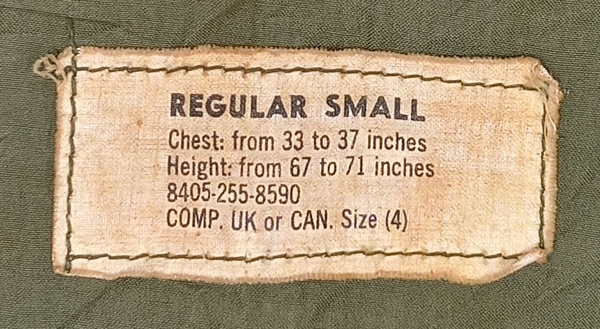 REGULAR SMALL
Chest: from 33 to 37 inches
Height: from 67 to 71 inches
8405-255-8590
COMP. UK or CAN. Size (4)